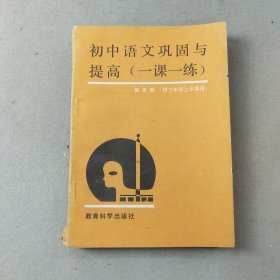 初中语文巩固与
提高（一课一练）
第五册·供三年级上学期用
教育科学出版社